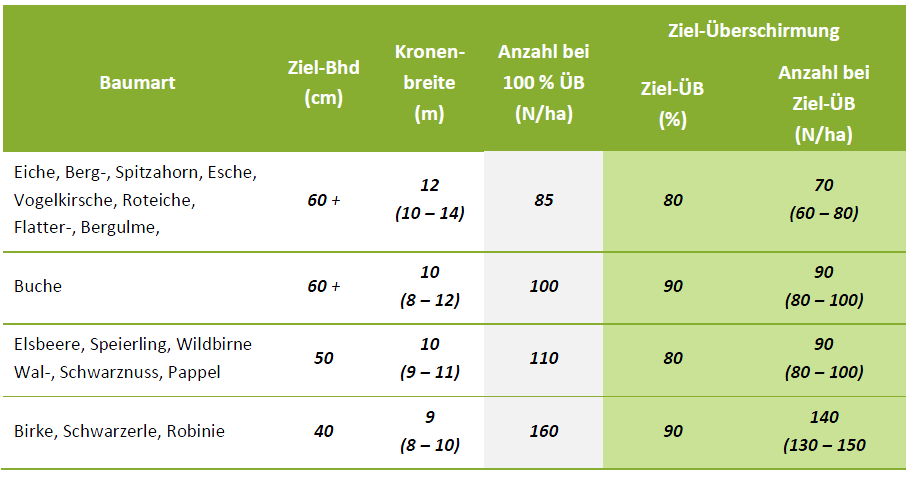 Baumart
Ziel-Bhd
(cm)
Kronen-
breite
(m)
Anzahl bei
100 % ÜB
(N/ha)
Ziel-Überschirmung
Ziel-ÜB
(%)
Anzahl bei
Ziel-ÜB
(N/ha)
Eiche, Berg-, Spitzahorn, Esche,
Vogelkirsche, Roteiche,
Flatter-, Bergulme,
60 +
12
(10 – 14)
85
80
70
(60 – 80)
Buche
60 +
10
(8 – 12)
100
90
90
(80 – 100)
Elsbeere, Speierling, Wildbirne
Wal-, Schwarznuss, Pappel
50
10
(9 – 11)
110
80
90
(80 – 100)
Birke, Schwarzerle, Robinie
40
9
(8 – 10)
160
90
140
(130 – 150